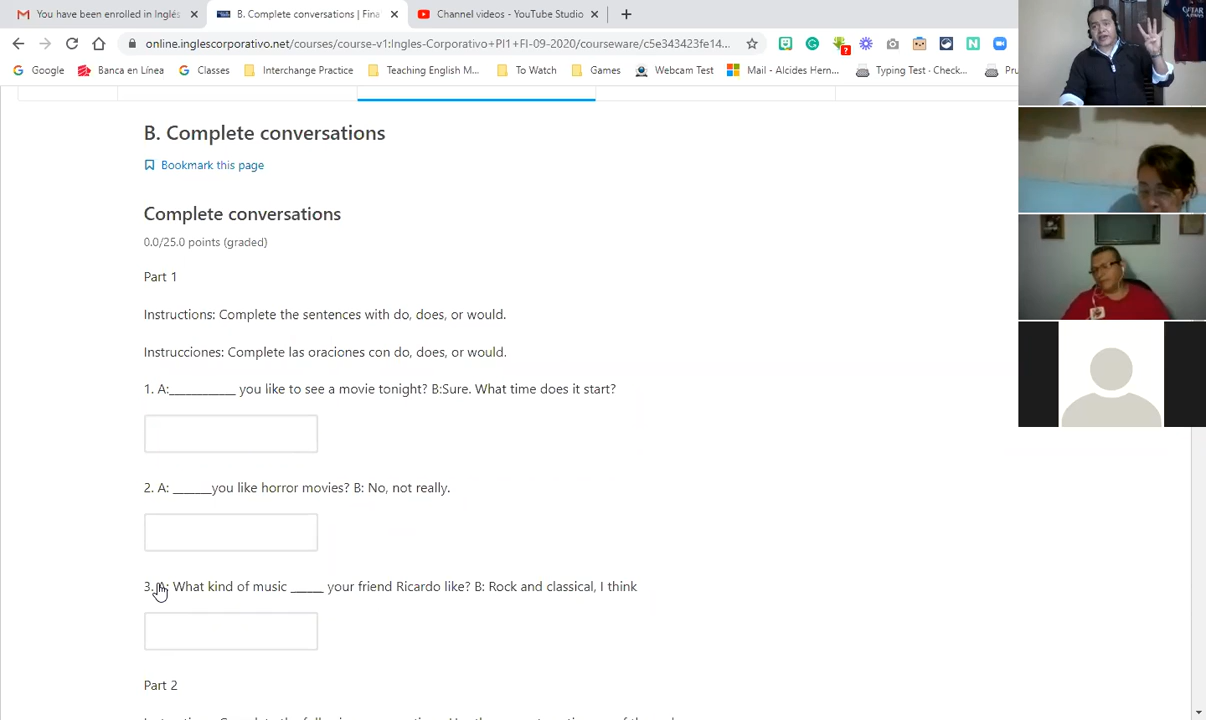 You have been enrolled in Inglés
B. Complete conversations | Fina
Channel videos - YouTube Studio
online.inglescorporativo.net/courses/course-v1:Ingles-Corporativo+PI1+FI-09-2020/courseware/c5e343423fe14...
Google
Banca en Línea
Classes
Interchange Practice
Teaching English M...
To Watch
Games
Webcam Test
Mail - Alcides Hern...
Typing Test · Check...
Pru
B. Complete conversations
Bookmark this page
Complete conversations
0.0/25.0 points (graded)
Part 1
Instructions: Complete the sentences with do, does, or would.
Instrucciones: Complete las oraciones con do, does, or would.
1. A:___________ you like to see a movie tonight? B:Sure. What time does it start?
2. A: ______you like horror movies? B: No, not really.
3. A: What kind of music _____ your friend Ricardo like? B: Rock and classical, I think
Part 2